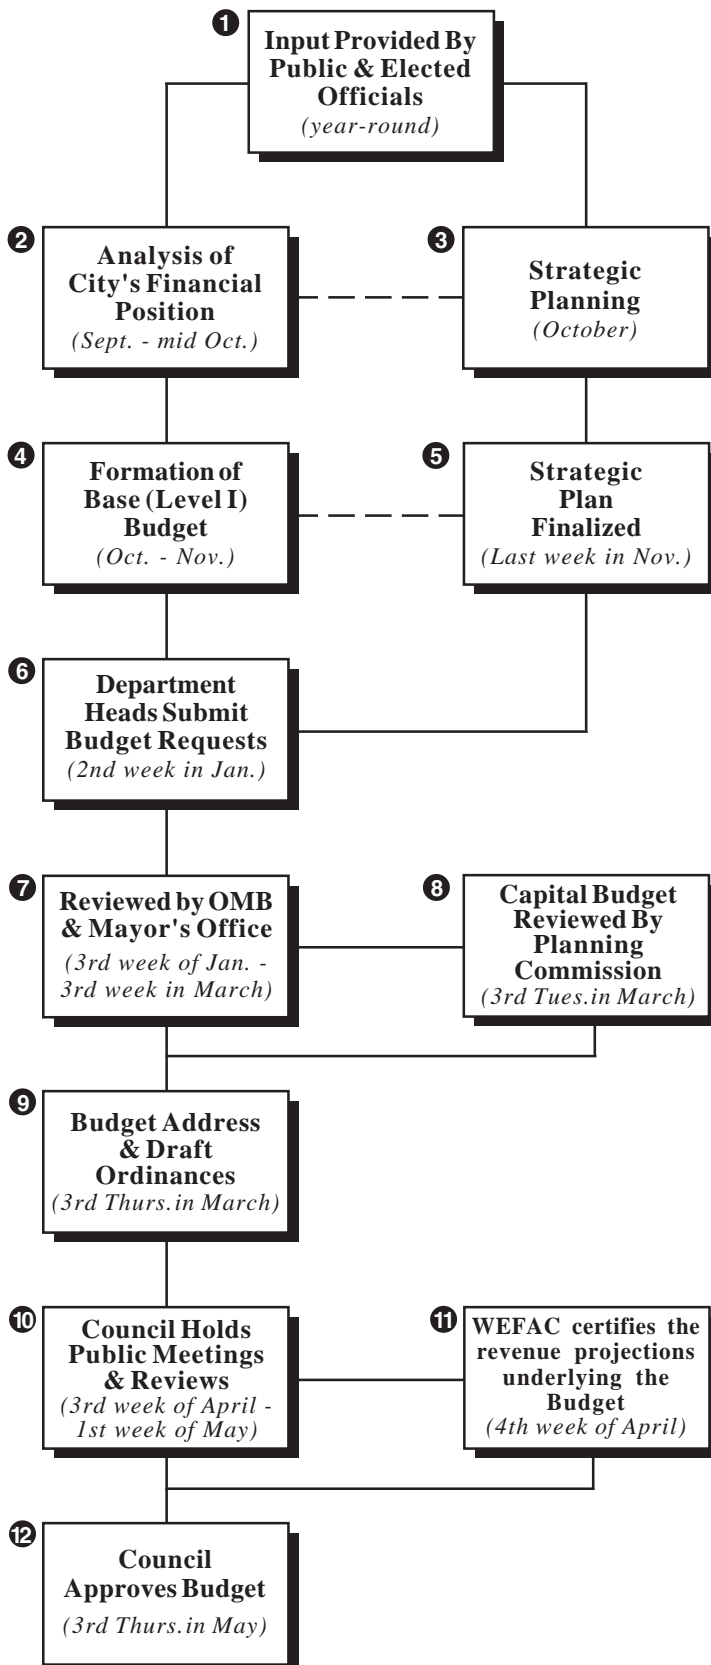 1
Input Provided By
Public & Elected
Officials
(year-round)
2
Analysis of
City's Financial
Position
(Sept. - mid Oct.)
3
Strategic
Planning
(October)
4
Formation of
Base (Level I)
Budget
(Oct. - Nov.)
5
Strategic
Plan
Finalized
(Last week in Nov.)
6
Department
Heads Submit
Budget Requests
(2nd week in Jan.)
7
Reviewed by OMB
& Mayor's Office
(3rd week of Jan. -
3rd week in March)
8
Capital Budget
Reviewed By
Planning
Commission
(3rd Tues. in March)
9
Budget Address
& Draft
Ordinances
(3rd Thurs. in March)
10
Council Holds
Public Meetings
& Reviews
(3rd week of April -
1st week of May)
11
WEFAC certifies the
revenue projections
underlying the
Budget
(4th week of April)
12
Council
Approves Budget
(3rd Thurs. in May)